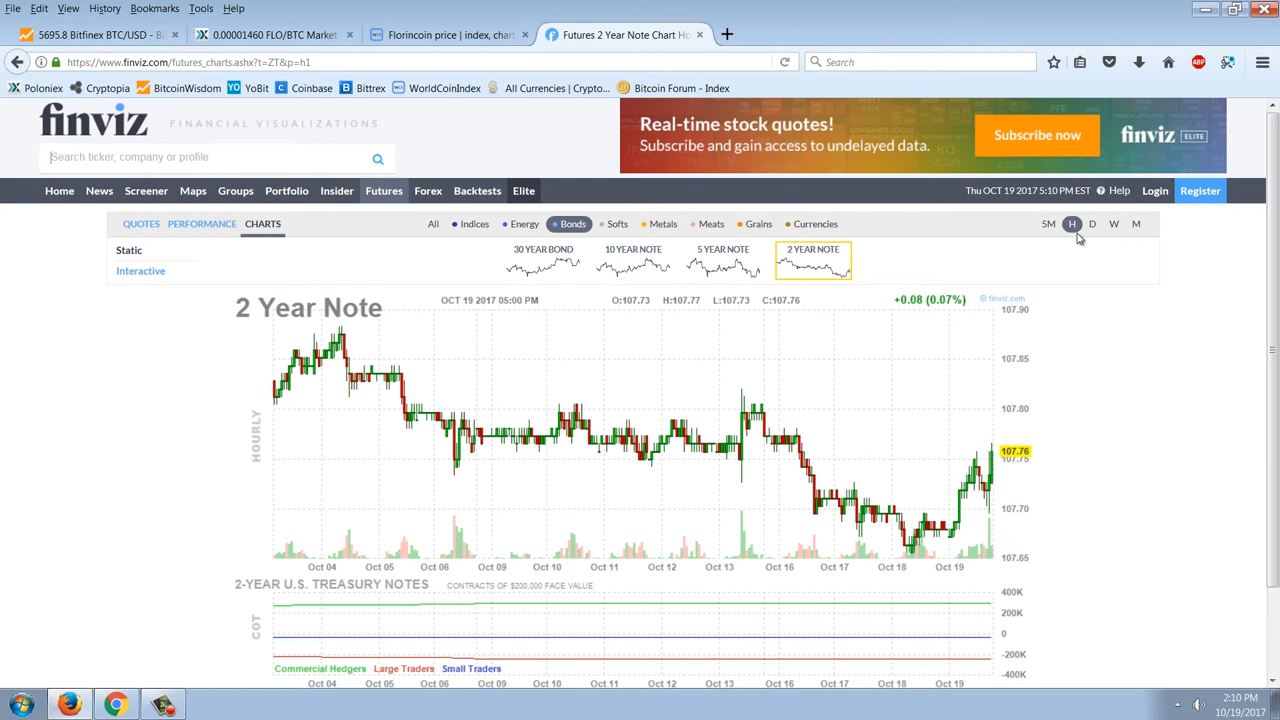 File Edit View History Bookmarks Tools Help
5695.8 Bitfinex BTC/USD - B 0.00001460 FLO/BTC Market Florincoin price | index, chart Futures 2 Year Note Chart Ho
https://www.finviz.com/futures_charts.ashx?t=ZT&p=h1 Search ABP
Poloniex Cryptopia BitcoinWisdom YO YoBit Coinbase Bittrex WorldCoinIndex All Currencies | Crypto... Bitcoin Forum - Index
finviz FINANCIAL VISUALIZATIONS
Real-time stock quotes!
Subscribe and gain access to undelayed data.
Subscribe now
finviz ELITE
Search ticker, company or profile
Home News Screener Maps Groups Portfolio Insider Futures Forex Backtests Elite Thu OCT 19 2017 5:10 PM EST Help Login Register
QUOTES PERFORMANCE CHARTS All Indices Energy Bonds Softs Metals Meats Grains Currencies 5M H D W M
Static
Interactive
30 YEAR BOND 10 YEAR NOTE 5 YEAR NOTE 2 YEAR NOTE
2 Year Note OCT 19 2017 05:00 PM O:107.73 H:107.77 L:107.73 C:107.76 +0.08 (0.07%) © finviz.com
107.90
107.85
107.80
107.76
107.75
107.70
107.65
HOURLY
Oct 04 Oct 05 Oct 06 Oct 09 Oct 10 Oct 11 Oct 12 Oct 13 Oct 16 Oct 17 Oct 18 Oct 19
2-YEAR U.S. TREASURY NOTES CONTRACTS OF $200,000 FACE VALUE
400K
200K
0
-200K
-400K
COT
Commercial Hedgers Large Traders Small Traders
Oct 04 Oct 05 Oct 06 Oct 09 Oct 10 Oct 11 Oct 12 Oct 13 Oct 16 Oct 17 Oct 18 Oct 19
2:10 PM
10/19/2017